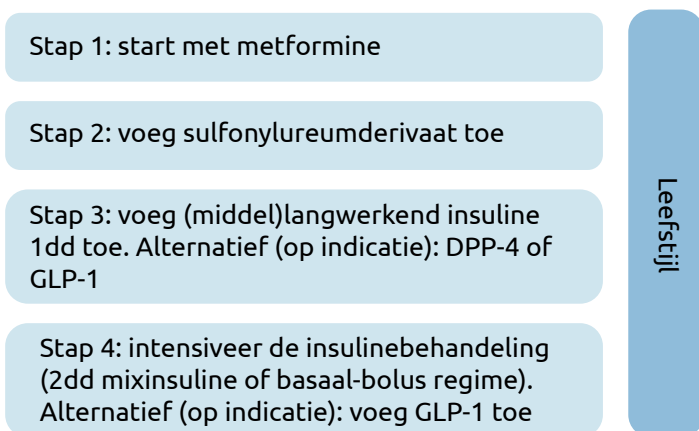 Stap 1: start met metformine
Stap 2: voeg sulfonylureumderivaat toe
Stap 3: voeg (middel)langwerkend insuline
1dd toe. Alternatief (op indicatie): DPP-4 of
GLP-1
Stap 4: intensiveer de insulinebehandeling
(2dd mixinsuline of basaal-bolus regime).
Alternatief (op indicatie): voeg GLP-1 toe
Leefstijl